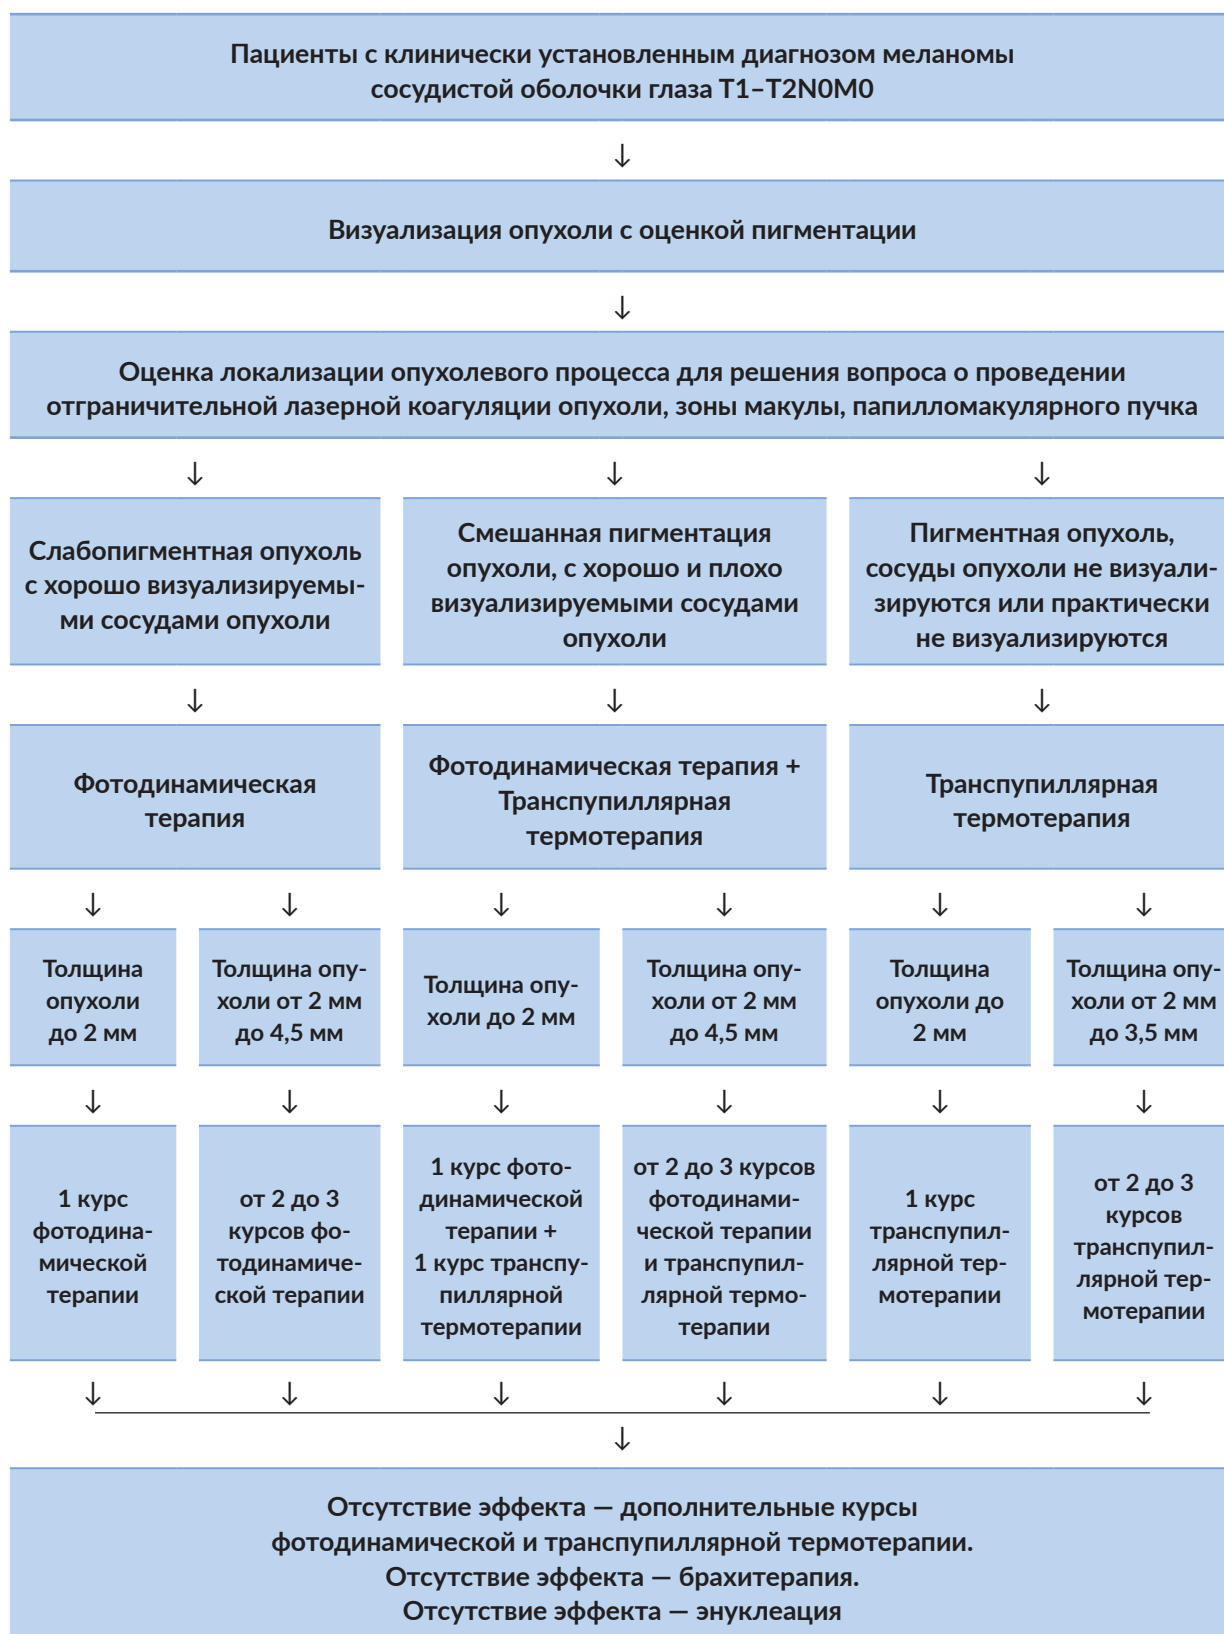 Пациенты с клинически установленным диагнозом меланомы
сосудистой оболочки глаза T1–T2N0M0
↓
Визуализация опухоли с оценкой пигментации
↓
Оценка локализации опухолевого процесса для решения вопроса о проведении
отграничительной лазерной коагуляции опухоли, зоны макулы, папилломакулярного пучка
↓ ↓ ↓
Слабопигментная опухоль
с хорошо визуализируемы-
ми сосудами опухоли
Смешанная пигментация
опухоли, с хорошо и плохо
визуализируемыми сосудами
опухоли
Пигментная опухоль,
сосуды опухоли не визуали-
зируются или практически
не визуализируются
↓ ↓ ↓
Фотодинамическая
терапия
Фотодинамическая терапия +
Транспупиллярная
термотерапия
Транспупиллярная
термотерапия
↓ ↓ ↓ ↓ ↓ ↓
Толщина
опухоли
до 2 мм
Толщина опу-
холи от 2 мм
до 4,5 мм
Толщина опу-
холи до 2 мм
Толщина опу-
холи от 2 мм
до 4,5 мм
Толщина
опухоли до
2 мм
Толщина опу-
холи от 2 мм
до 3,5 мм
↓ ↓ ↓ ↓ ↓ ↓
1 курс
фотодина-
мической
терапии
от 2 до 3
курсов фо-
тодинамиче-
ской терапии
1 курс фото-
динамической
терапии +
1 курс транспу-
пиллярной
термотерапии
от 2 до 3 курсов
фотодинами-
ческой терапии
и транспупил-
лярной термо-
терапии
1 курс
транспупил-
лярной тер-
мотерапии
от 2 до 3
курсов
транспупил-
лярной тер-
мотерапии
↓ ↓ ↓ ↓ ↓ ↓
↓
Отсутствие эффекта — дополнительные курсы
фотодинамической и транспупиллярной термотерапии.
Отсутствие эффекта — брахитерапия.
Отсутствие эффекта — энуклеация